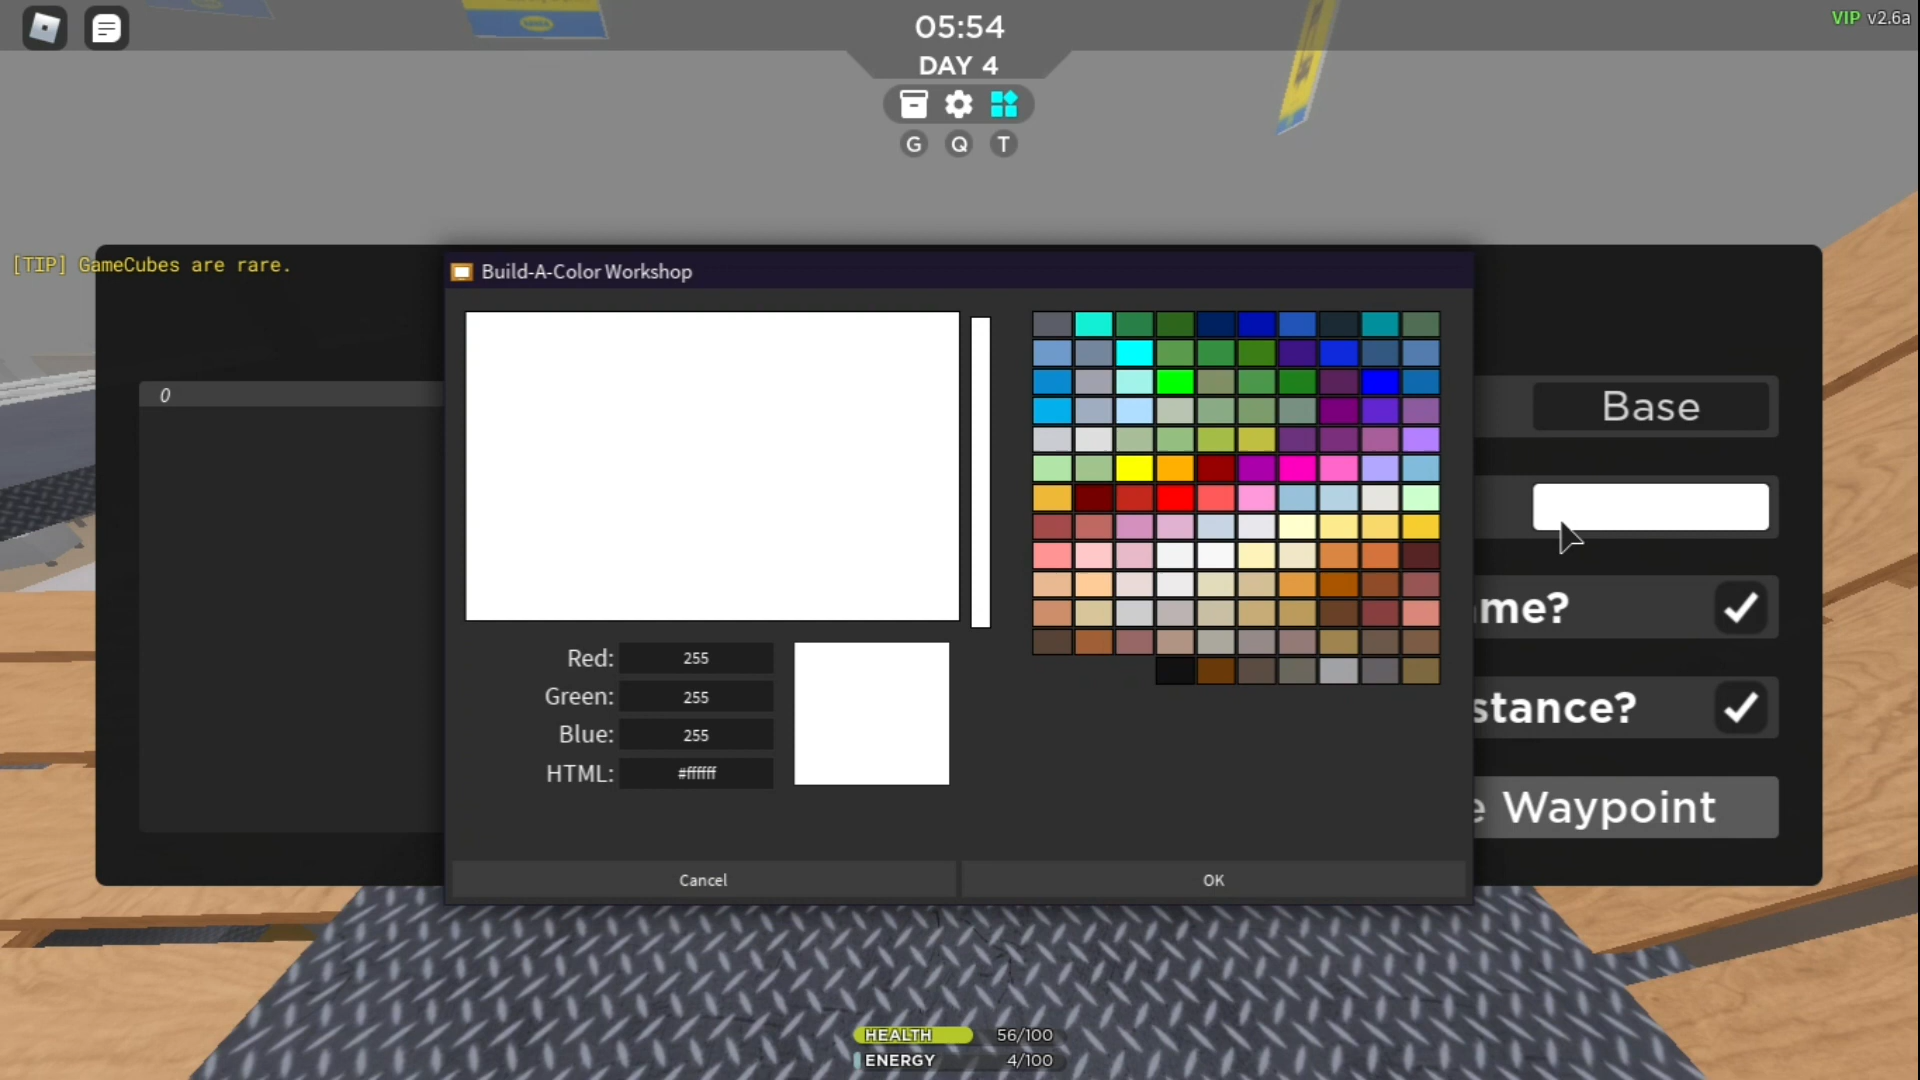 05:54
VIP v2.6a
DAY 4
G Q T
[TIP] GameCubes are rare.
Build-A-Color Workshop
0
Base
Red: 255
Green: 255
Blue: 255
HTML: #ffffff
me?
stance?
e Waypoint
Cancel
OK
HEALTH 56/100
ENERGY 4/100